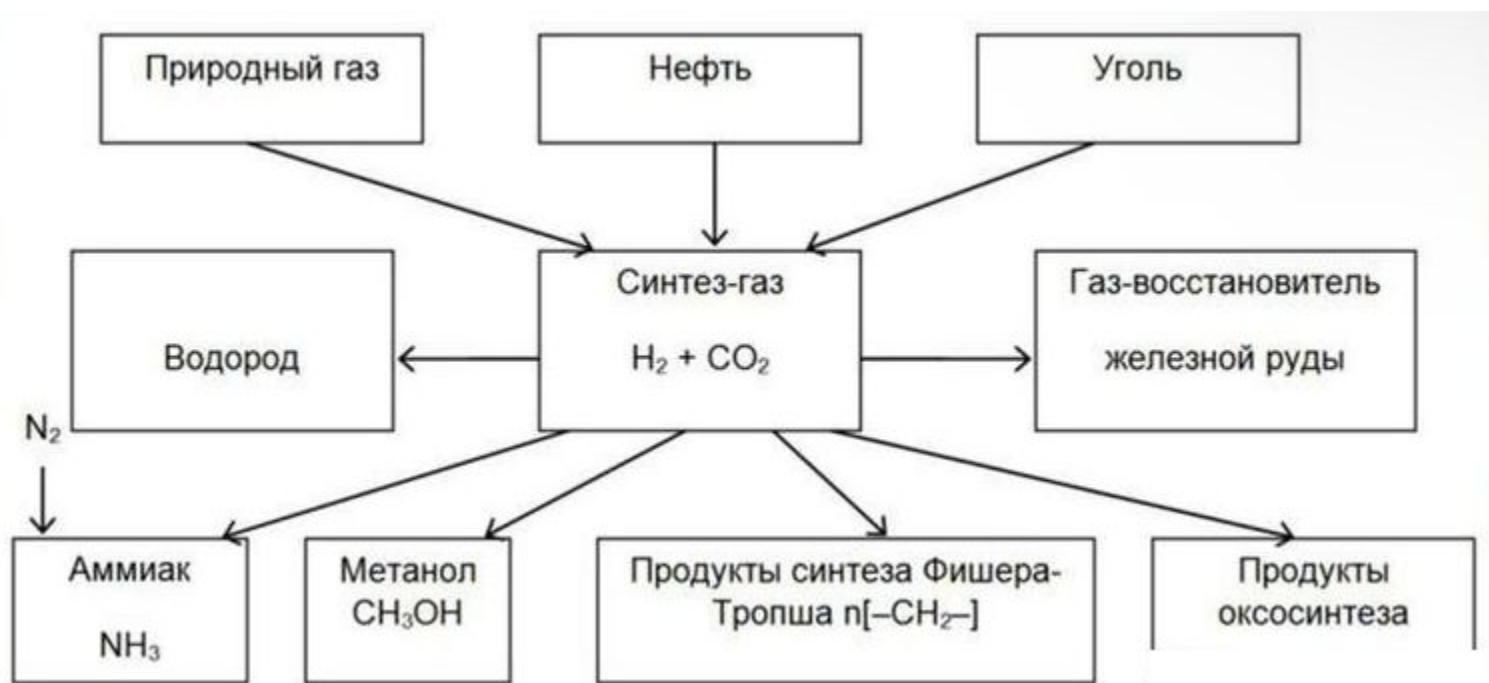 Природный газ
Нефть
Уголь
Синтез-газ
H₂ + CO₂
Водород
Газ-восстановитель
железной руды
N₂
Аммиак
NH₃
Метанол
CH₃OH
Продукты синтеза Фишера-
Тропша n[–CH₂–]
Продукты
оксосинтеза